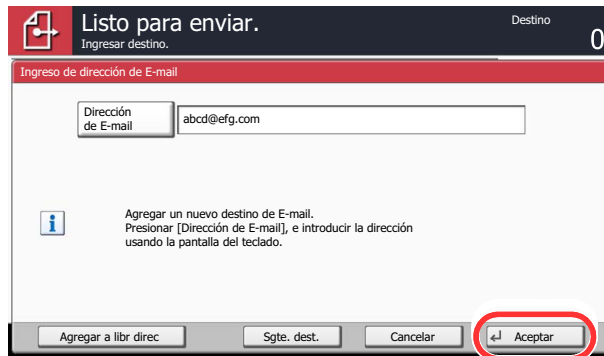 Listo para enviar.
Destino
Ingresar destino.
0
Ingreso de dirección de E-mail
Dirección
de E-mail
abcd@efg.com
i
Agregar un nuevo destino de E-mail.
Presionar [Dirección de E-mail], e introducir la dirección
usando la pantalla del teclado.
Agregar a libr direc
Sgte. dest.
Cancelar
Aceptar